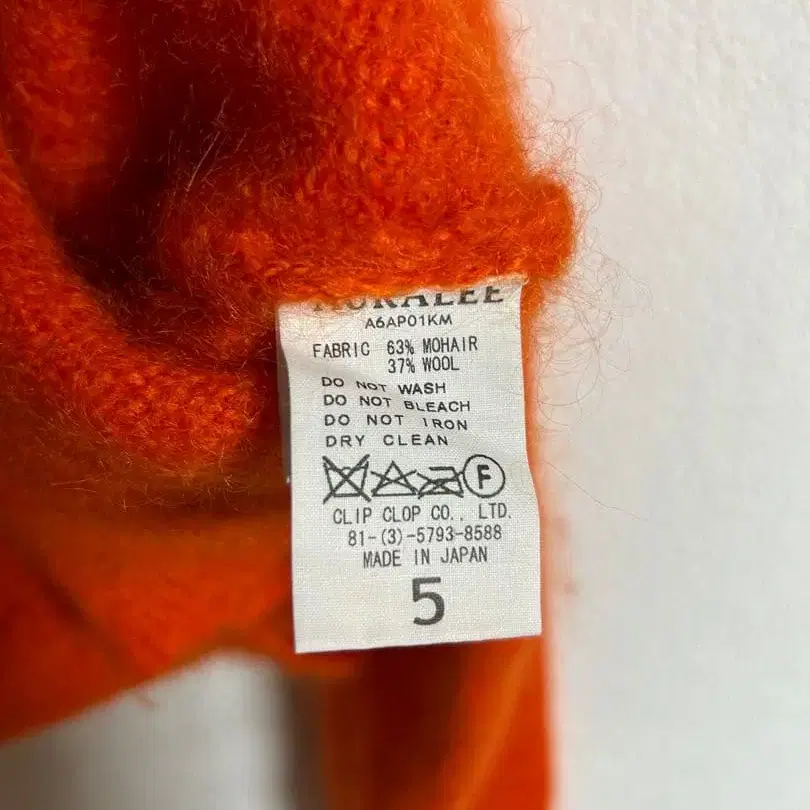 AURALEE
A6AP01KM
FABRIC 63% MOHAIR
37% WOOL
DO NOT WASH
DO NOT BLEACH
DO NOT IRON
DRY CLEAN
F
CLIP CLOP CO., LTD.
81-(3)-5793-8588
MADE IN JAPAN
5